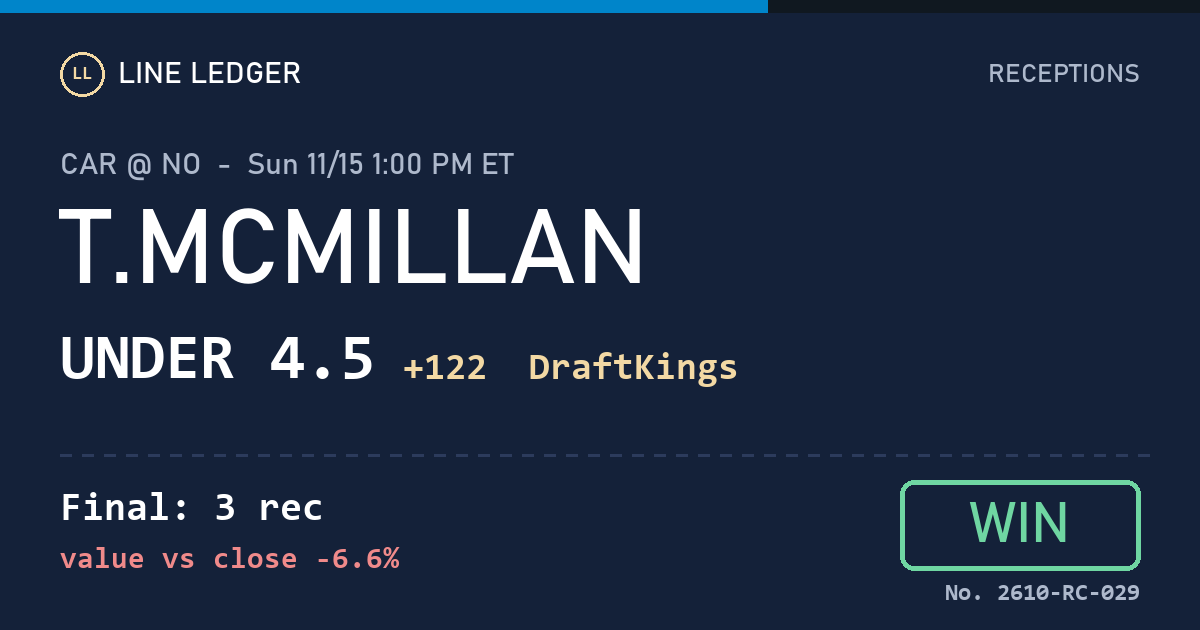 LL LINE LEDGER
RECEPTIONS
CAR @ NO - Sun 11/15 1:00 PM ET
T.MCMILLAN
UNDER 4.5 +122 DraftKings
Final: 3 rec
value vs close -6.6%
WIN
No. 2610-RC-029